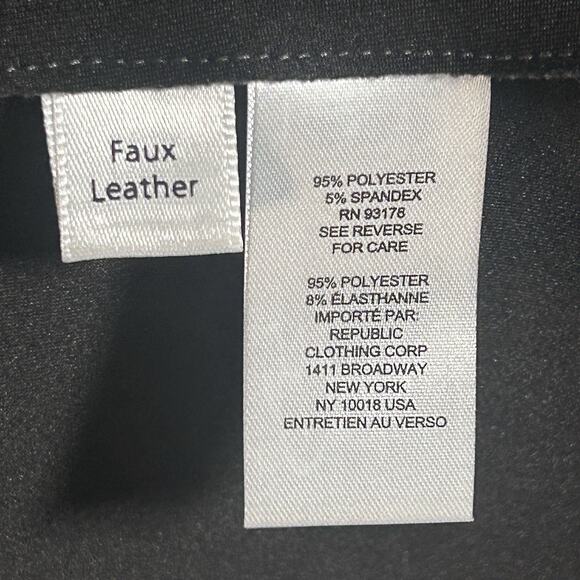 Faux
Leather
95% POLYESTER
5% SPANDEX
RN 93178
SEE REVERSE
FOR CARE
95% POLYESTER
8% ÉLASTHANNE
IMPORTÉ PAR:
REPUBLIC
CLOTHING CORP
1411 BROADWAY
NEW YORK
NY 10018 USA
ENTRETIEN AU VERSO